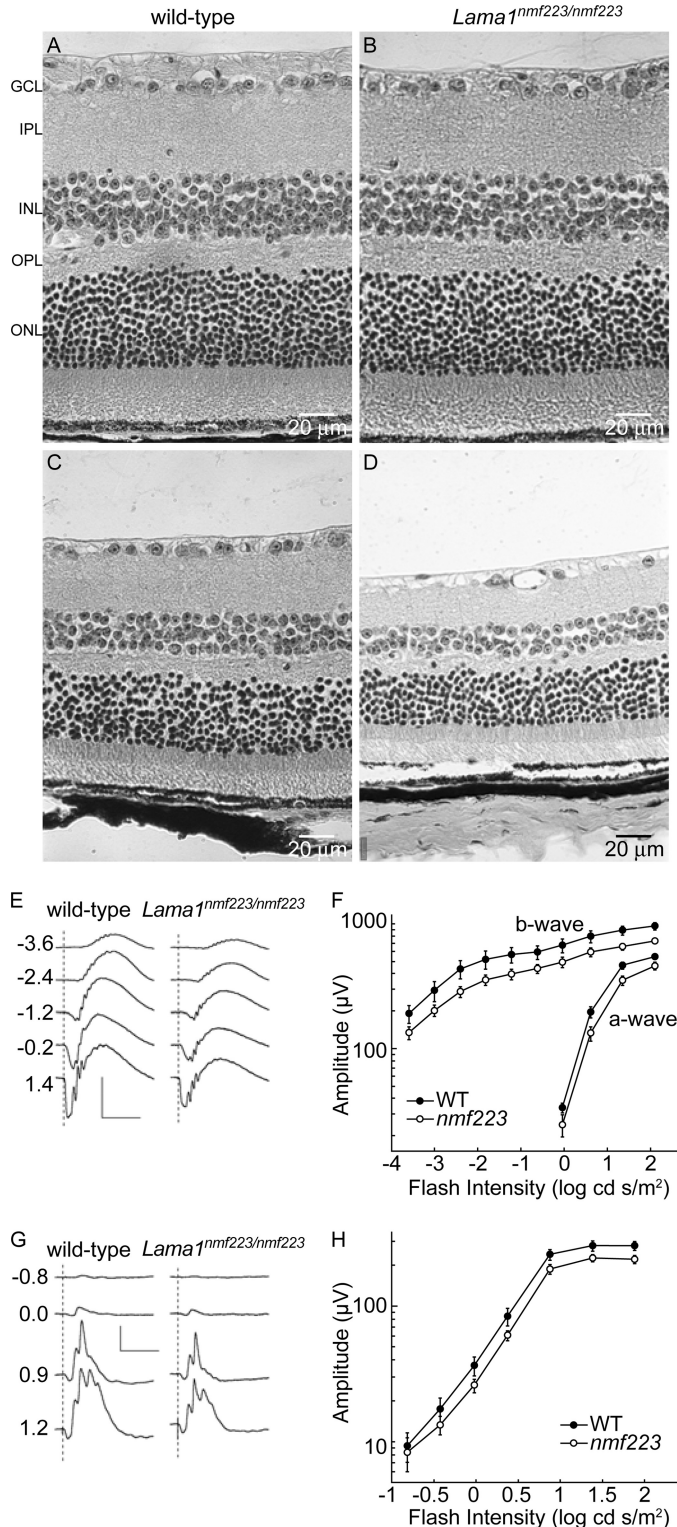 wild-type
Lama1nmf223/nmf223
A
B
GCL
IPL
INL
OPL
ONL
20 μm
20 μm
C
D
20 μm
20 μm
E
wild-type Lama1nmf223/nmf223
-3.6
-2.4
-1.2
-0.2
1.4
F
1000
100
Amplitude (μV)
b-wave
a-wave
WT
nmf223
-4 -3 -2 -1 0 1 2
Flash Intensity (log cd s/m2)
G
wild-type Lama1nmf223/nmf223
-0.8
0.0
0.9
1.2
H
100
10
Amplitude (μV)
WT
nmf223
-1 -0.5 0 0.5 1 1.5 2
Flash Intensity (log cd s/m2)